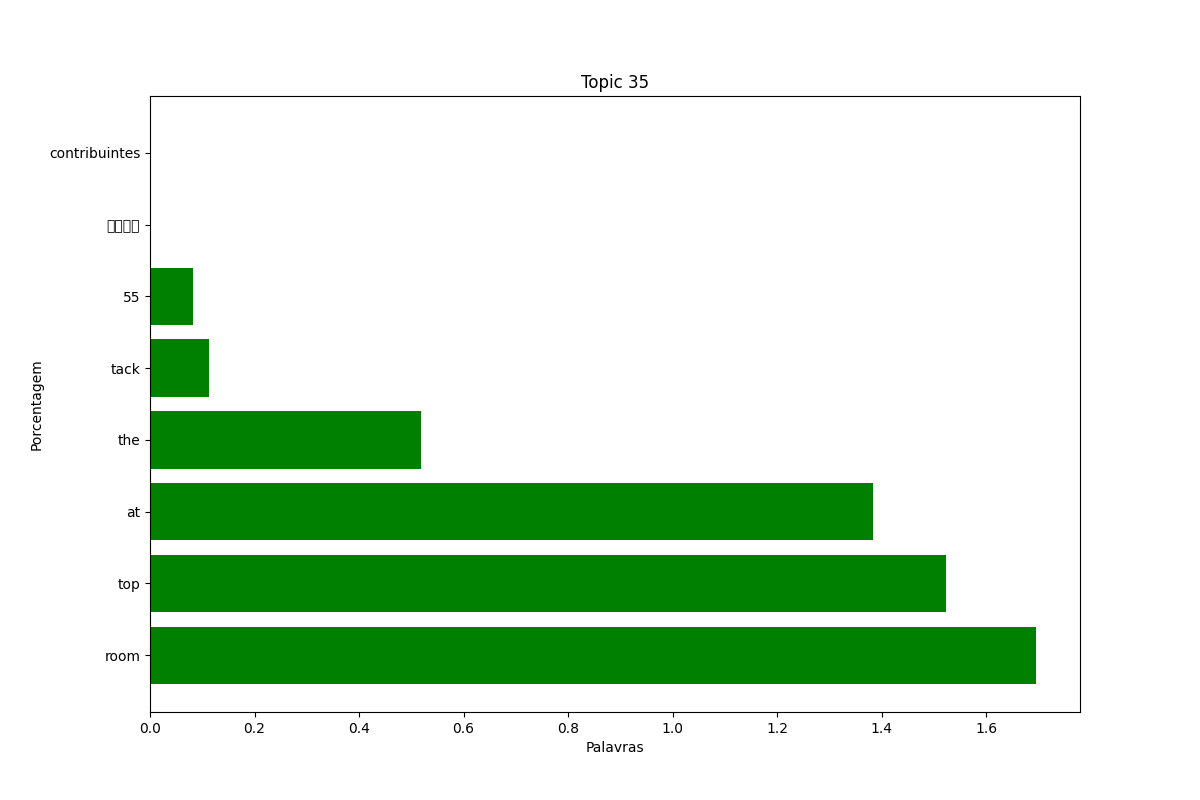 Topic 35
contribuintes
55
tack
the
at
top
room
Porcentagem
0.0 0.2 0.4 0.6 0.8 1.0 1.2 1.4 1.6
Palavras